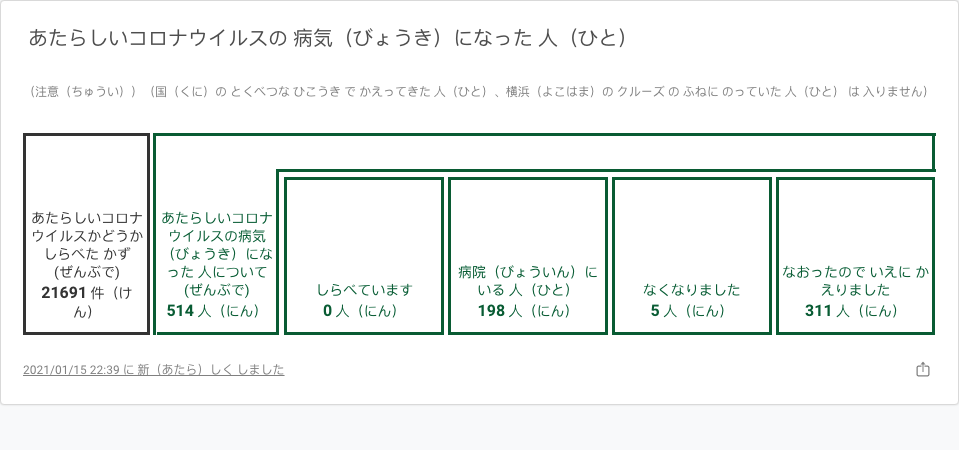 あたらしいコロナウイルスの 病気（びょうき）になった 人（ひと）
（注意（ちゅうい））（国（くに）の とくべつな ひこうき で かえってきた 人（ひと）、横浜（よこはま）の クルーズ の ふねに のっていた 人（ひと） は 入りません）
あたらしいコロナ
ウイルスかどうか
しらべた かず
(ぜんぶで)
21691 件（け
ん）
あたらしいコロナ
ウイルスの病気
（びょうき）にな
った 人について
(ぜんぶで)
514 人（にん）
しらべています
0 人（にん）
病院（びょういん）に
いる 人（ひと）
198 人（にん）
なくなりました
5 人（にん）
なおったので いえに か
えりました
311 人（にん）
2021/01/15 22:39 に 新（あたら）しく しました